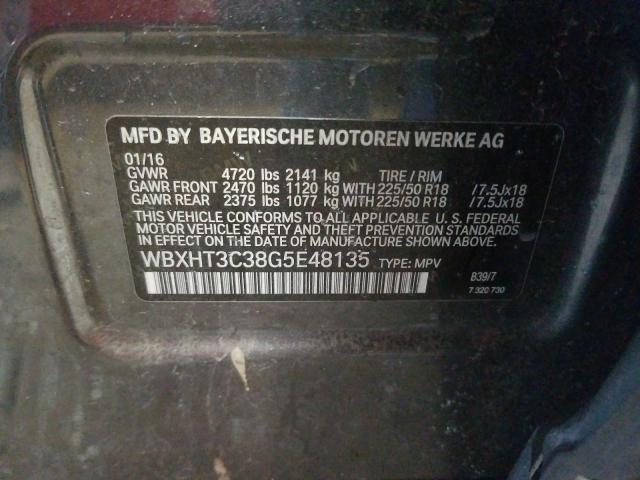 MFD BY BAYERISCHE MOTOREN WERKE AG
01/16
GVWR 4720 lbs 2141 kg TIRE / RIM
GAWR FRONT 2470 lbs 1120 kg WITH 225/50 R18 / 7.5Jx18
GAWR REAR 2375 lbs 1077 kg WITH 225/50 R18 / 7.5Jx18
THIS VEHICLE CONFORMS TO ALL APPLICABLE U. S. FEDERAL
MOTOR VEHICLE SAFETY AND THEFT PREVENTION STANDARDS
IN EFFECT ON THE DATE OF MANUFACTURE SHOWN ABOVE.
WBXHT3C38G5E48135 TYPE: MPV
B39/7
7 320 730